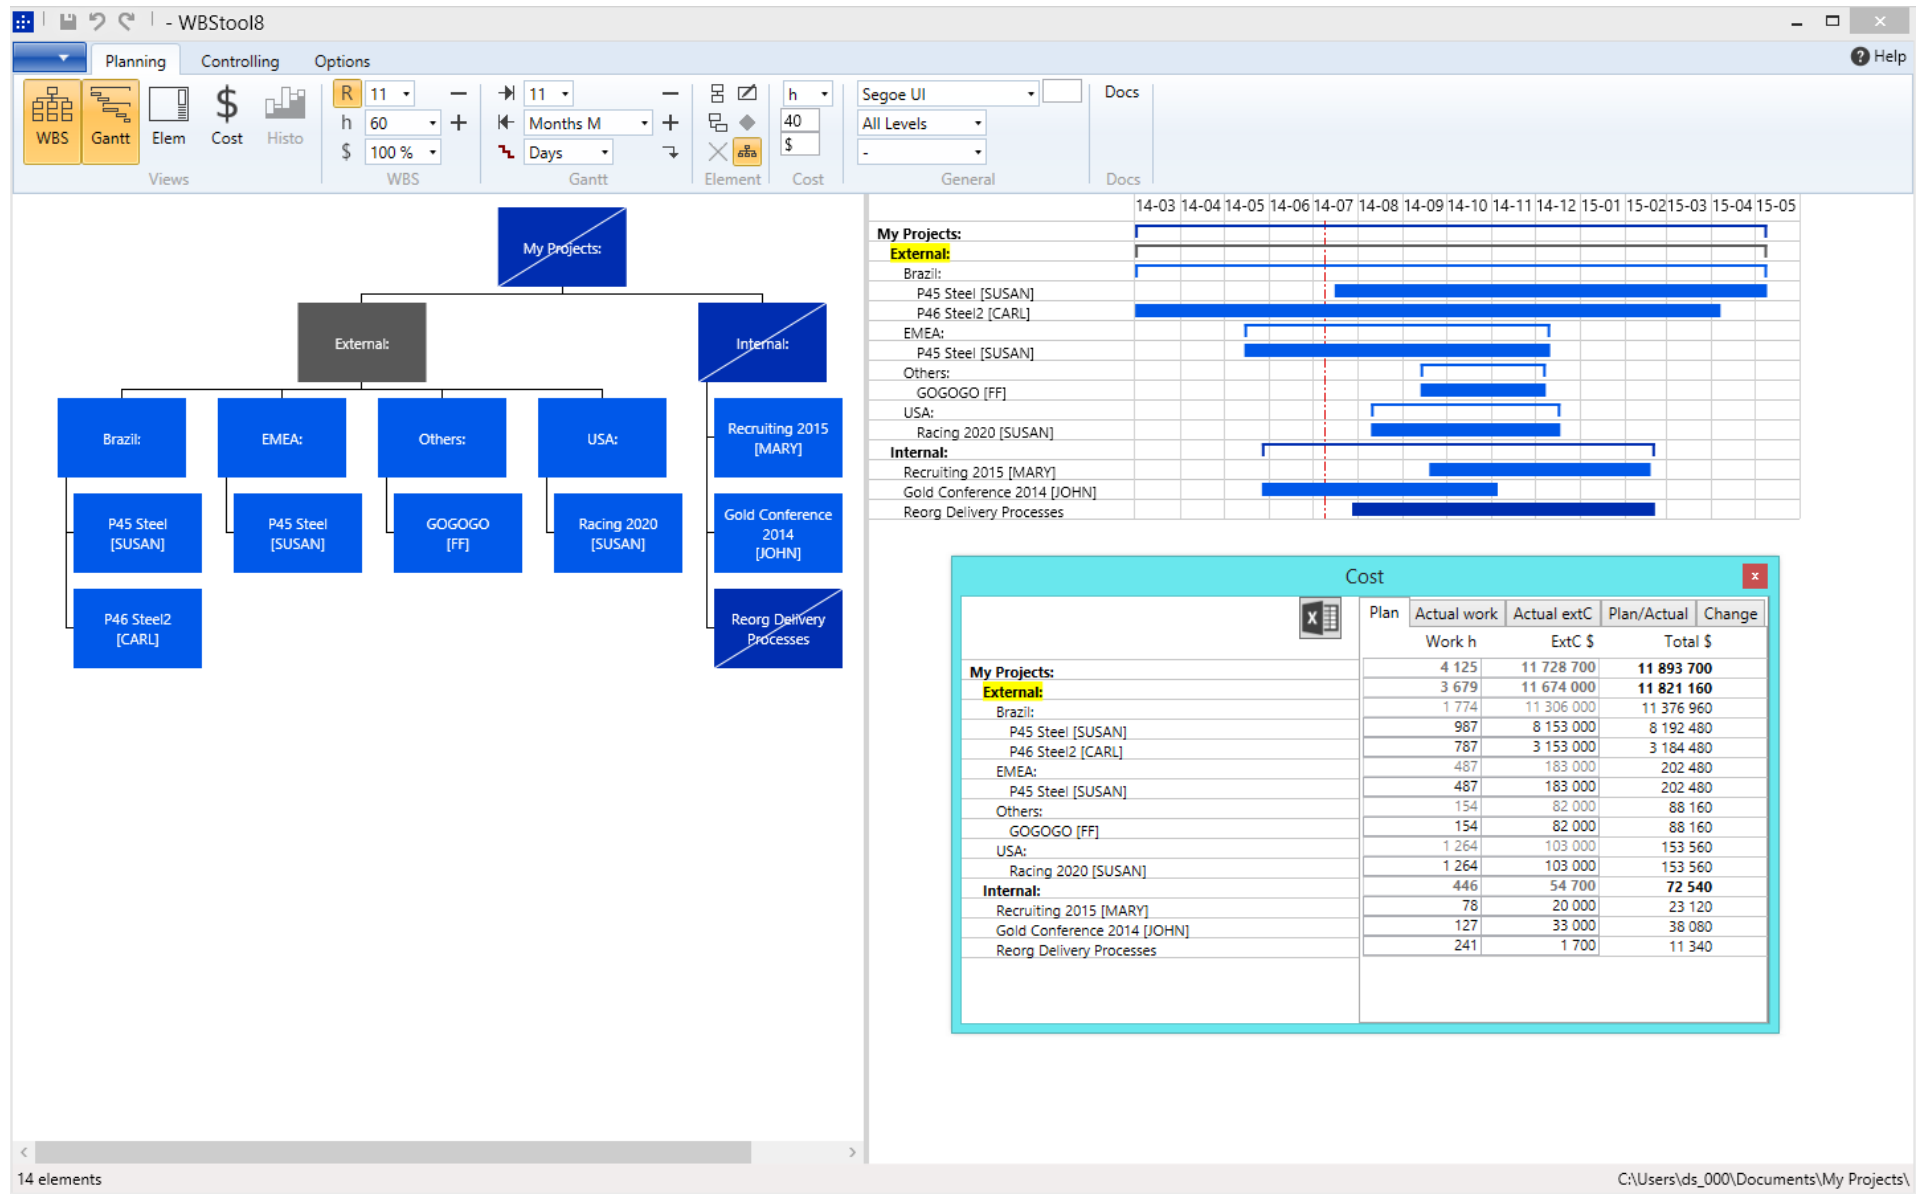 - WBStool8
Planning Controlling Options
Help
WBS
Gantt
Elem
$
Cost
Histo
Views
R 11
h 60
$ 100 %
WBS
11
Months M
Days
Gantt
Element
h
40
$
Cost
Segoe UI
All Levels
-
General
Docs
Docs
My Projects:
External:
Internal:
Brazil:
EMEA:
Others:
USA:
Recruiting 2015
[MARY]
P45 Steel
[SUSAN]
P45 Steel
[SUSAN]
GOGOGO
[FF]
Racing 2020
[SUSAN]
Gold Conference
2014
[JOHN]
P46 Steel2
[CARL]
Reorg Delivery
Processes
14-03 14-04 14-05 14-06 14-07 14-08 14-09 14-10 14-11 14-12 15-01 15-02 15-03 15-04 15-05
My Projects:
External:
Brazil:
P45 Steel [SUSAN]
P46 Steel2 [CARL]
EMEA:
P45 Steel [SUSAN]
Others:
GOGOGO [FF]
USA:
Racing 2020 [SUSAN]
Internal:
Recruiting 2015 [MARY]
Gold Conference 2014 [JOHN]
Reorg Delivery Processes
Cost
x
Plan Actual work Actual extC Plan/Actual Change
Work h ExtC $ Total $
My Projects: 4 125 11 728 700 11 893 700
External: 3 679 11 674 000 11 821 160
Brazil: 1 774 11 306 000 11 376 960
P45 Steel [SUSAN] 987 8 153 000 8 192 480
P46 Steel2 [CARL] 787 3 153 000 3 184 480
EMEA: 487 183 000 202 480
P45 Steel [SUSAN] 487 183 000 202 480
Others: 154 82 000 88 160
GOGOGO [FF] 154 82 000 88 160
USA: 1 264 103 000 153 560
Racing 2020 [SUSAN] 1 264 103 000 153 560
Internal: 446 54 700 72 540
Recruiting 2015 [MARY] 78 20 000 23 120
Gold Conference 2014 [JOHN] 127 33 000 38 080
Reorg Delivery Processes 241 1 700 11 340
14 elements
C:\Users\ds_000\Documents\My Projects\